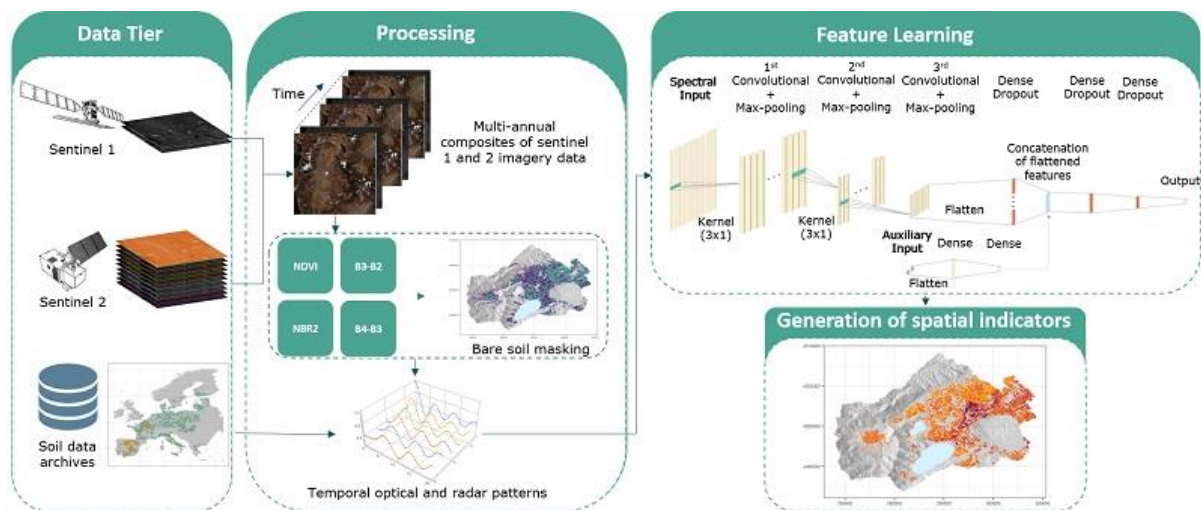 Data Tier
Sentinel 1
Sentinel 2
Soil data
archives
Processing
Time
Multi-annual
composites of sentinel
1 and 2 imagery data
NDVI
B3-B2
NBR2
B4-B3
Bare soil masking
Temporal optical and radar patterns
Feature Learning
Spectral
Input
1st
Convolutional
+
Max-pooling
2nd
Convolutional
+
Max-pooling
3rd
Convolutional
+
Max-pooling
Dense
Dropout
Dense
Dropout
Dense
Dropout
Concatenation
of flattened
features
Output
Kernel
(3x1)
Kernel
(3x1)
Flatten
Auxiliary
Input
Dense
Dense
Flatten
Generation of spatial indicators